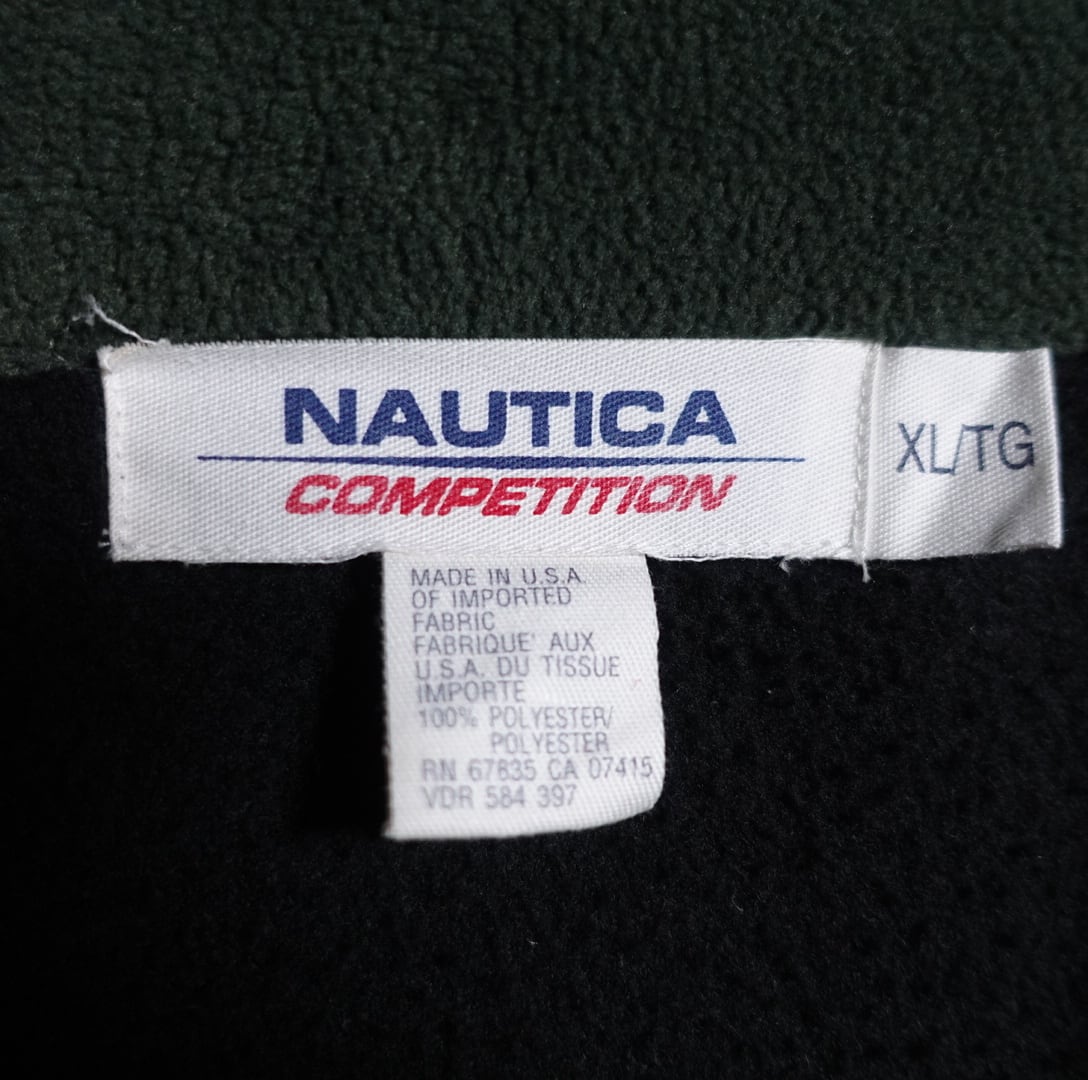 NAUTICA
COMPETITION
XL/TG
MADE IN U.S.A.
OF IMPORTED
FABRIC
FABRIQUE' AUX
U.S.A. DU TISSUE
IMPORTE
100% POLYESTER/
POLYESTER
RN 67835 CA 07415
VDR 584 397